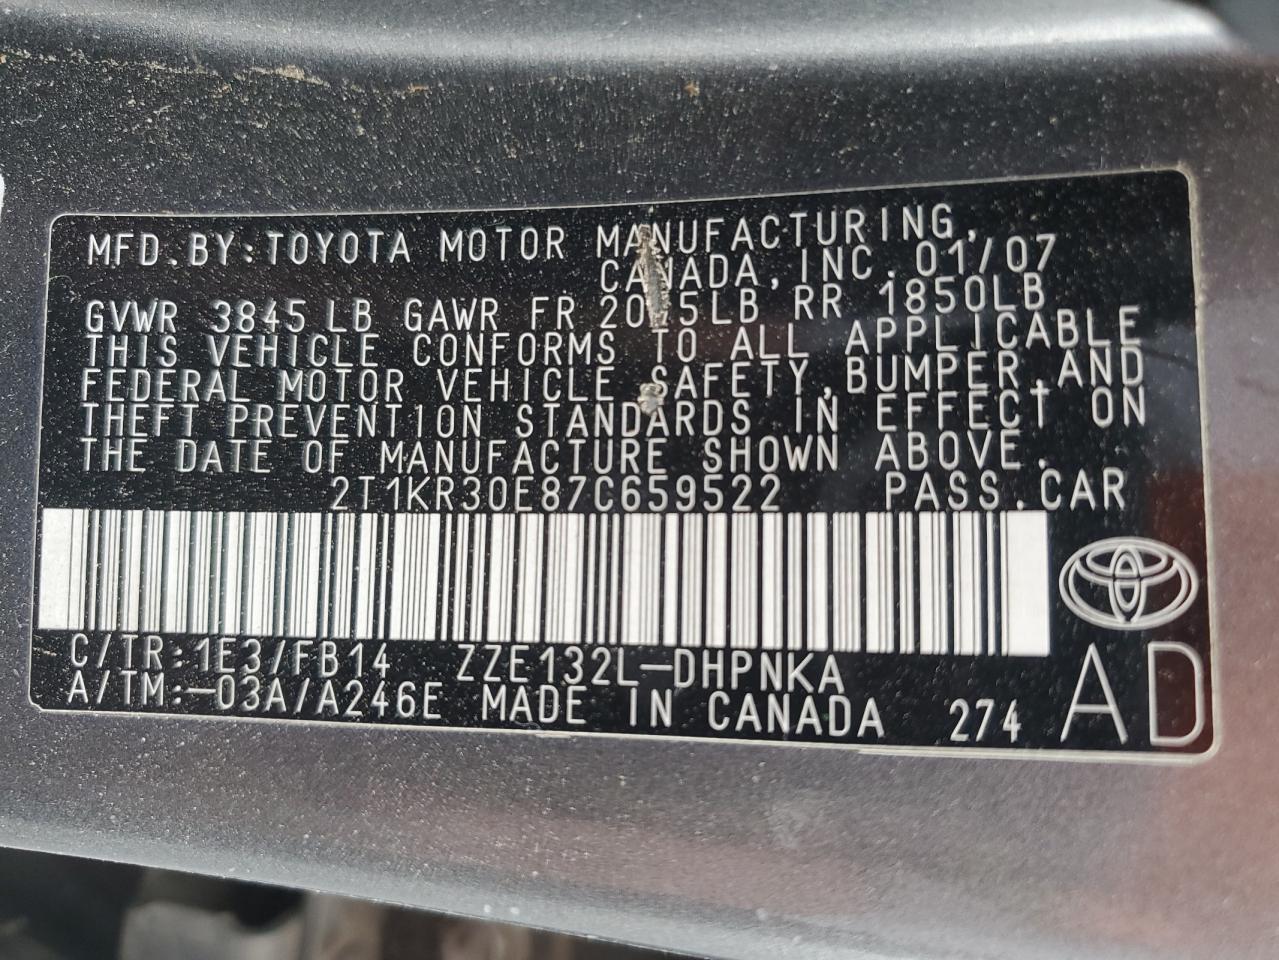 MFD. BY: TOYOTA MOTOR MANUFACTURING,
CANADA, INC. 01/07
GVWR 3845 LB GAWR FR RR 1850LB
THIS VEHICLE CONFORMS TO ALL APPLICABLE
FEDERAL MOTOR VEHICLE SAFETY, BUMPER, AND
THEFT PREVENTION STANDARDS IN EFFECT ON
THE DATE OF MANUFACTURE SHOWN ABOVE.
2T1KR30E87C659522 PASS. CAR
C/TR: 1E3/FB14 ZZE132L-DHPNKA
A/TM: -03A/A246E MADE IN CANADA 274 AD